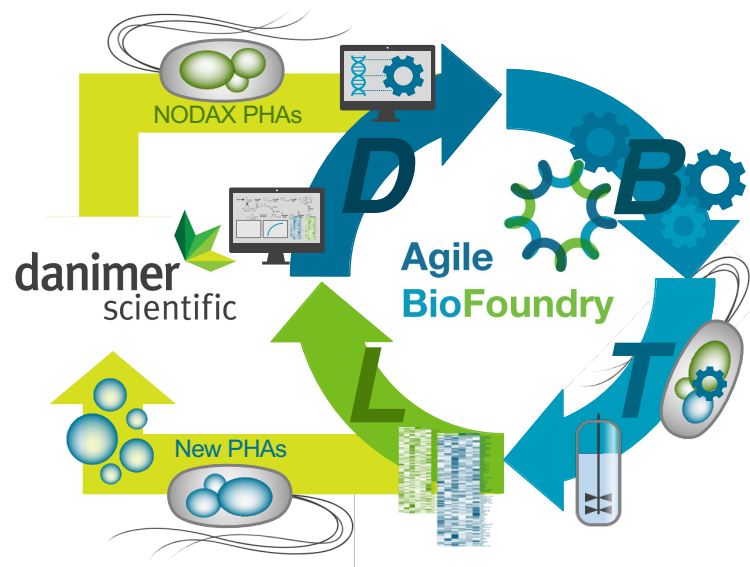 NODAX PHAs
D
B
danimer
scientific
Agile
BioFoundry
T
L
New PHAs